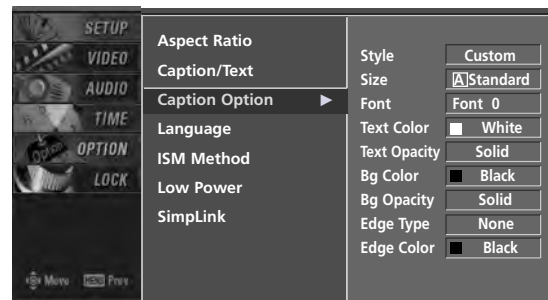 SETUP
VIDEO
AUDIO
TIME
OPTION
LOCK
Move MENU Prev
Aspect Ratio
Caption/Text
Caption Option
Language
ISM Method
Low Power
SimpLink
Style Custom
Size A Standard
Font Font 0
Text Color White
Text Opacity Solid
Bg Color Black
Bg Opacity Solid
Edge Type None
Edge Color Black